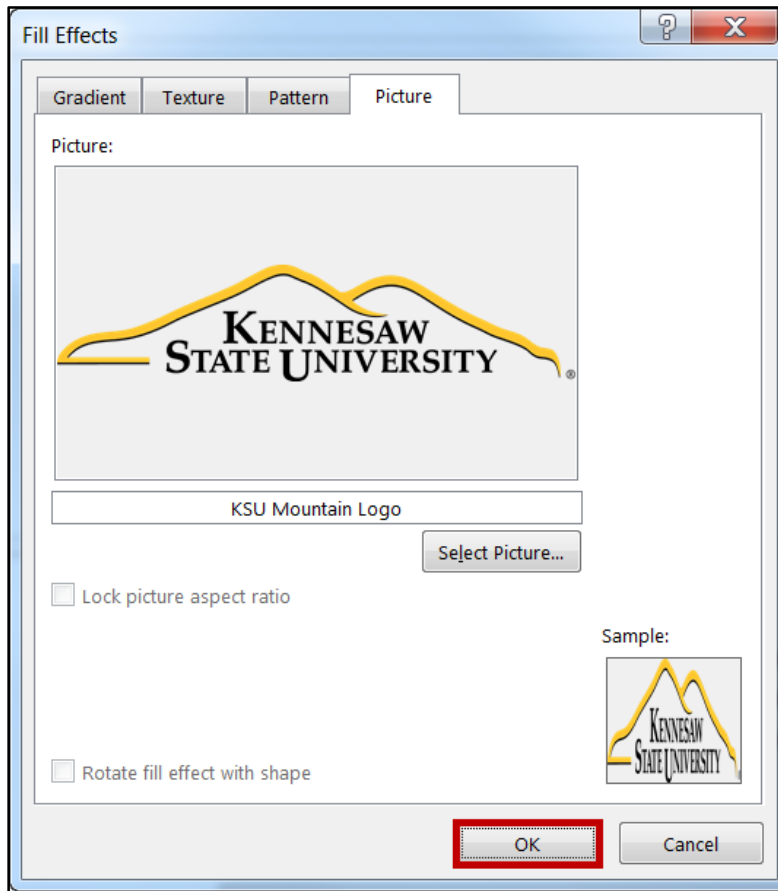 Fill Effects
Gradient Texture Pattern Picture
Picture:
KENNESAW
STATE UNIVERSITY
®
KSU Mountain Logo
Select Picture...
Lock picture aspect ratio
Sample:
KENNESAW
STATE UNIVERSITY
Rotate fill effect with shape
OK Cancel